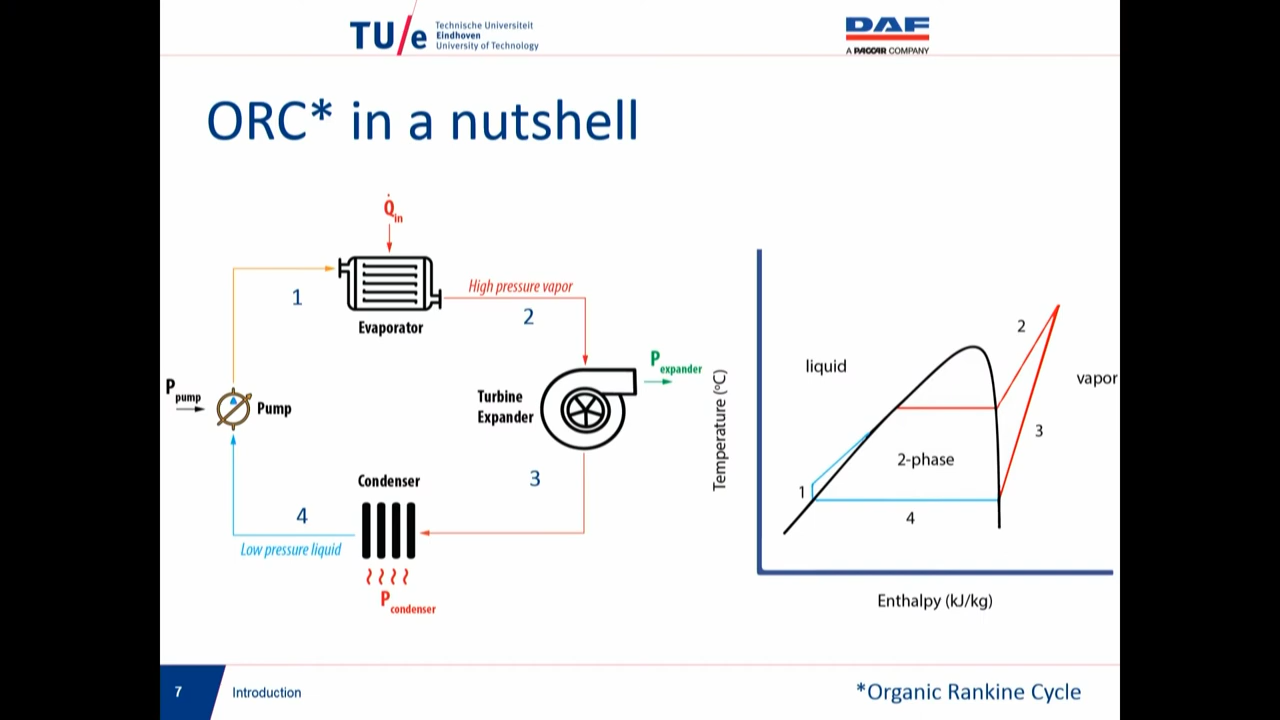 TU/e
Technische Universiteit
Eindhoven
University of Technology
DAF
A PACCAR COMPANY
ORC* in a nutshell
Q̇in
1
Evaporator
High pressure vapor
2
Ppump
Pump
Turbine
Expander
Pexpander
3
Condenser
4
Low pressure liquid
Pcondenser
Temperature (°C)
liquid
2
vapor
3
2-phase
1
4
Enthalpy (kJ/kg)
7
Introduction
*Organic Rankine Cycle